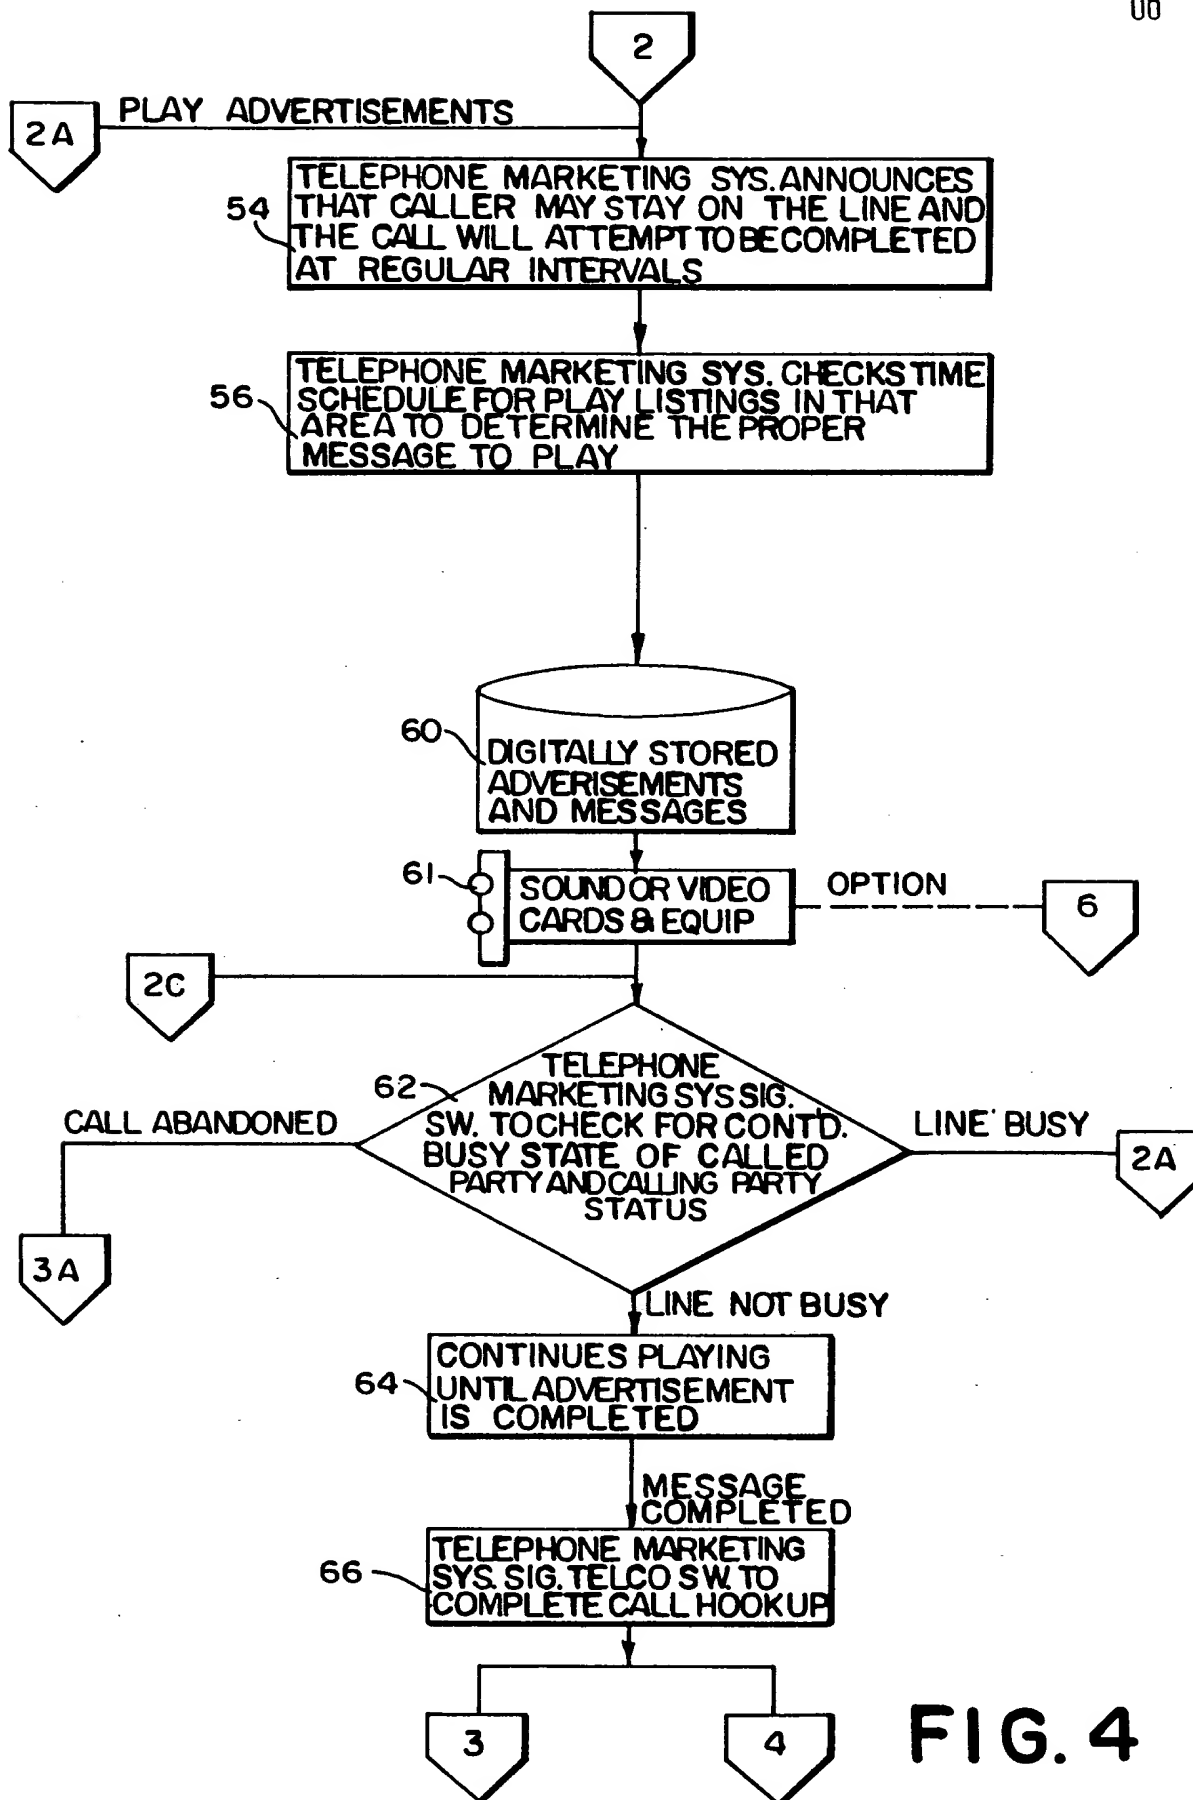 2
2A
PLAY ADVERTISEMENTS
54
TELEPHONE MARKETING SYS. ANNOUNCES
THAT CALLER MAY STAY ON THE LINE AND
THE CALL WILL ATTEMPT TO BE COMPLETED
AT REGULAR INTERVALS
56
TELEPHONE MARKETING SYS. CHECKS TIME
SCHEDULE FOR PLAY LISTINGS IN THAT
AREA TO DETERMINE THE PROPER
MESSAGE TO PLAY
60
DIGITALLY STORED
ADVERISEMENTS
AND MESSAGES
61
SOUND OR VIDEO
CARDS & EQUIP
OPTION
6
2C
62
TELEPHONE
MARKETING SYS SIG.
SW. TO CHECK FOR CONT'D.
BUSY STATE OF CALLED
PARTY AND CALLING PARTY
STATUS
CALL ABANDONED
3A
LINE BUSY
2A
LINE NOT BUSY
64
CONTINUES PLAYING
UNTIL ADVERTISEMENT
IS COMPLETED
MESSAGE
COMPLETED
66
TELEPHONE MARKETING
SYS. SIG. TELCO SW. TO
COMPLETE CALL HOOKUP
3
4
FIG. 4